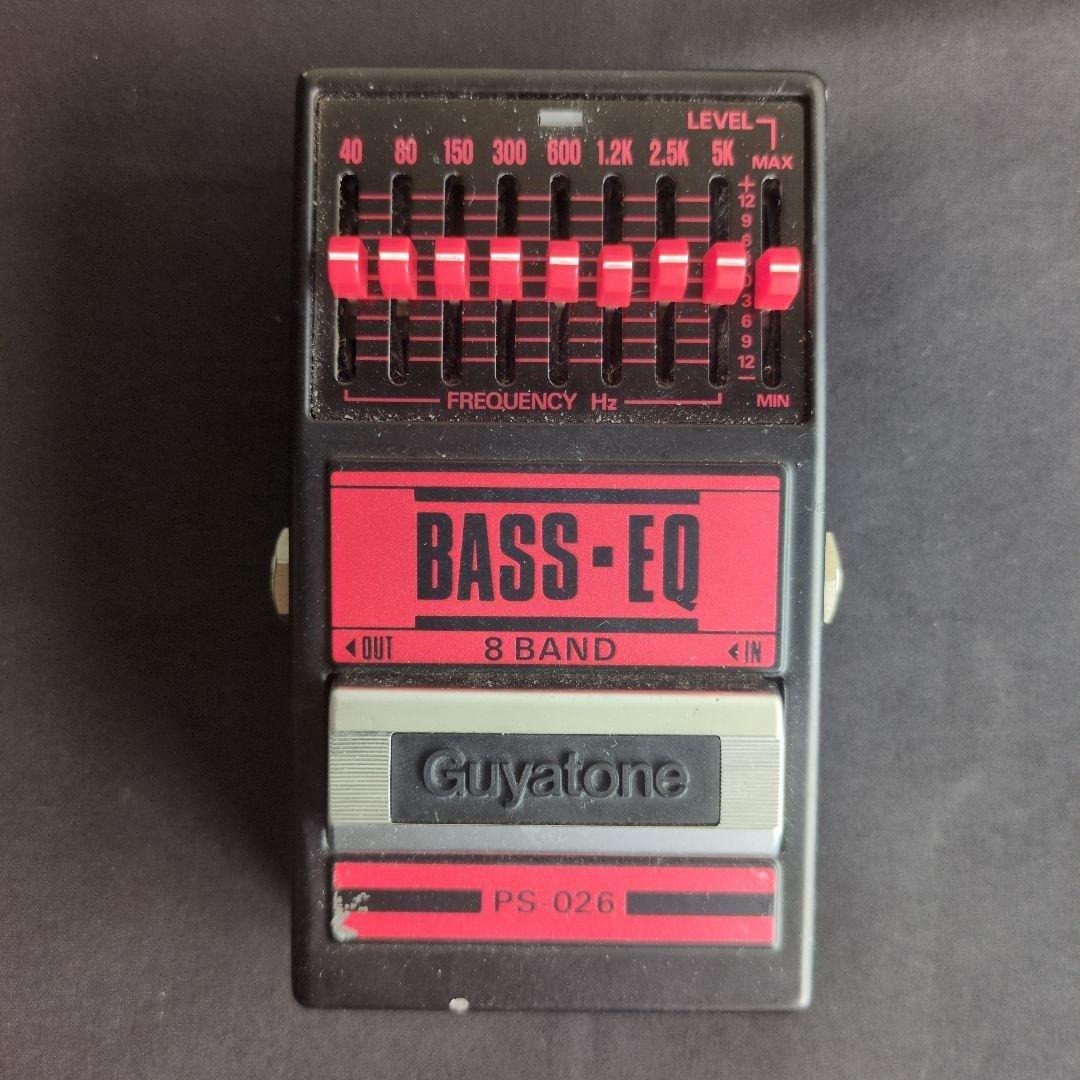 LEVEL
40 80 150 300 600 1.2K 2.5K 5K MAX
+
12
9
6
0
3
6
9
12
−
FREQUENCY Hz MIN
BASS·EQ
OUT 8 BAND IN
Guyatone
PS-026